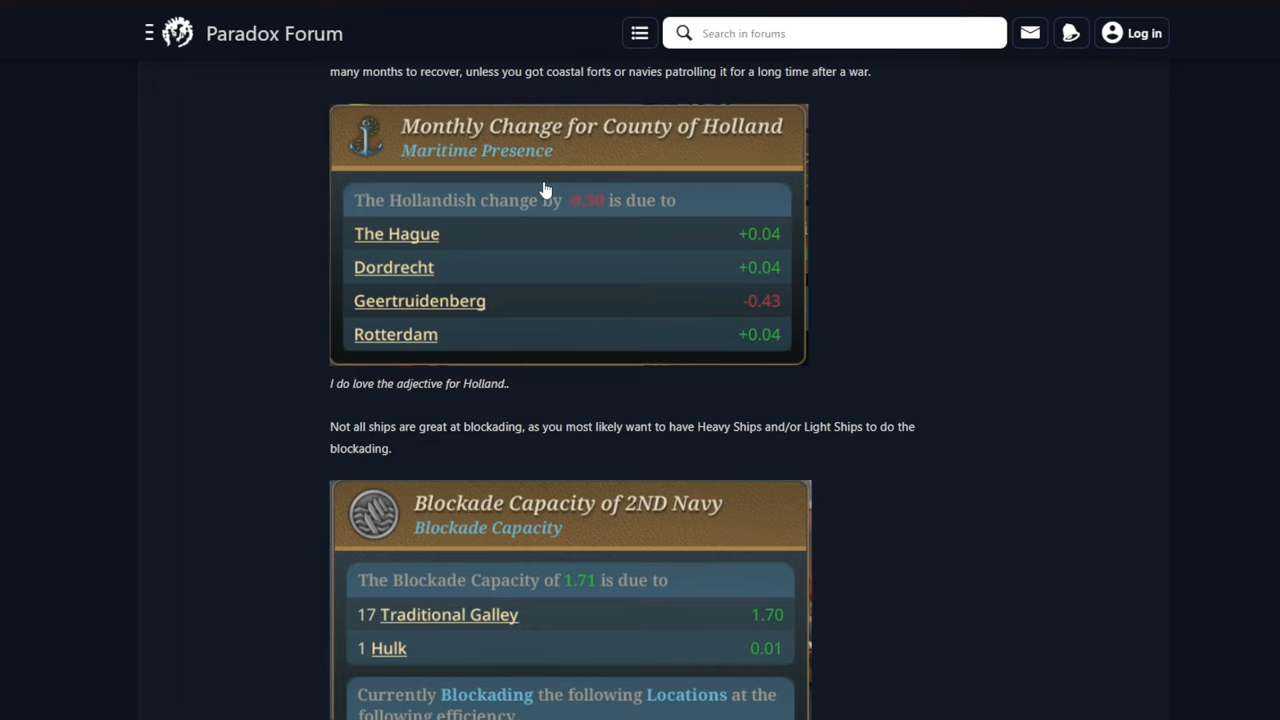 Paradox Forum
Search in forums
Log in
many months to recover, unless you got coastal forts or navies patrolling it for a long time after a war.
Monthly Change for County of Holland
Maritime Presence
The Hollandish change by -0.30 is due to
The Hague +0.04
Dordrecht +0.04
Geertruidenberg -0.43
Rotterdam +0.04
I do love the adjective for Holland..
Not all ships are great at blockading, as you most likely want to have Heavy Ships and/or Light Ships to do the
blockading.
Blockade Capacity of 2ND Navy
Blockade Capacity
The Blockade Capacity of 1.71 is due to
17 Traditional Galley 1.70
1 Hulk 0.01
Currently Blockading the following Locations at the
following efficiency